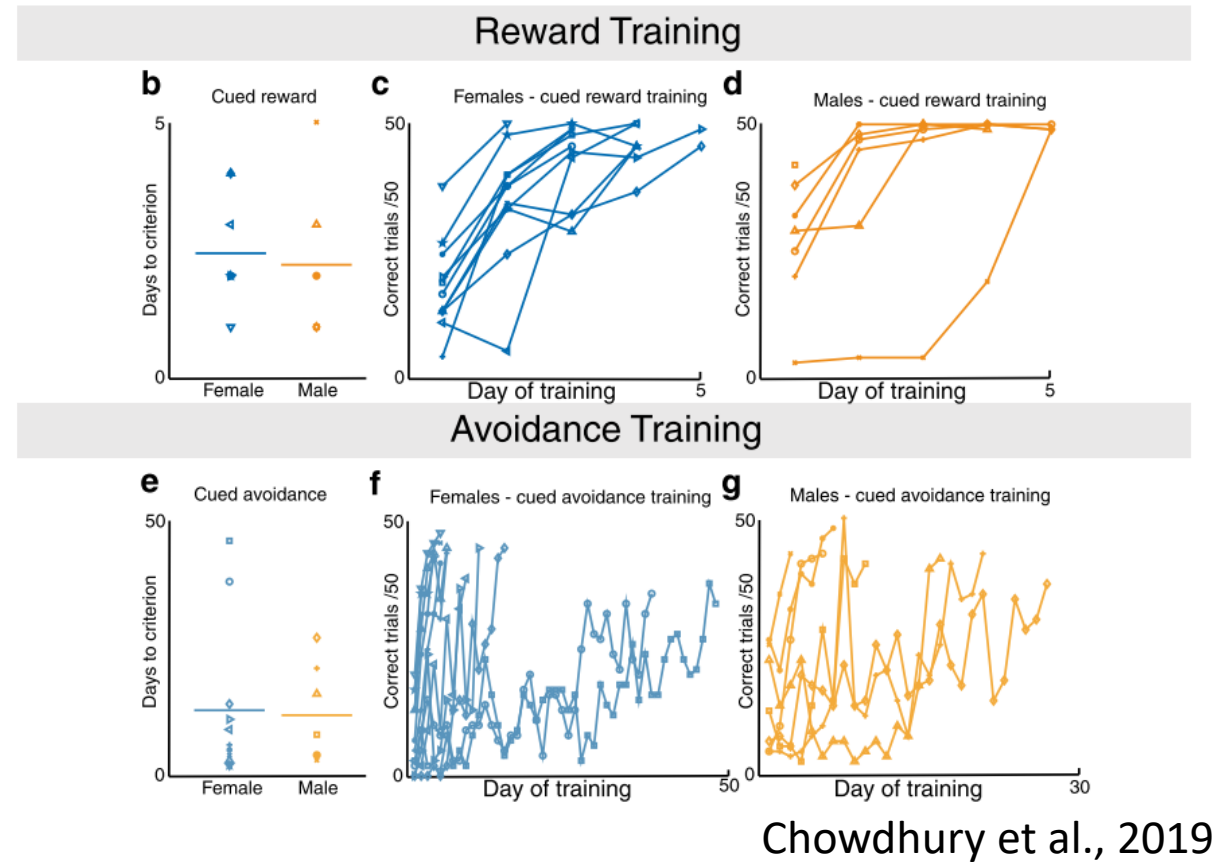 Reward Training
b
Cued reward
5
Days to criterion
0
Female Male
c
Females - cued reward training
50
Correct trials /50
0
Day of training
5
d
Males - cued reward training
50
Correct trials /50
0
Day of training
5
Avoidance Training
e
Cued avoidance
50
Days to criterion
0
Female Male
f
Females - cued avoidance training
50
Correct trials /50
0
Day of training
50
g
Males - cued avoidance training
50
Correct trials /50
0
Day of training
30
Chowdhury et al., 2019